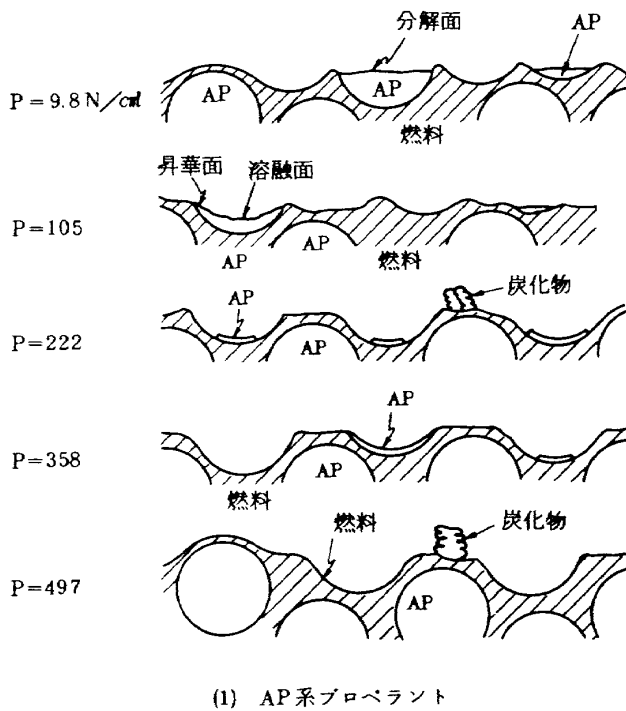 分解面
AP
P=9.8N/c㎡
AP
AP
燃料
昇華面
溶融面
P=105
AP
AP
燃料
AP
炭化物
P=222
AP
AP
P=358
AP
燃料
燃料
炭化物
P=497
AP
(1) AP系プロペラント